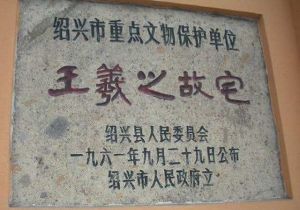 绍兴市重点文物保护单位
王羲之故宅
绍兴县人民委员会
一九六一年九月二十九日公布
绍兴市人民政府立